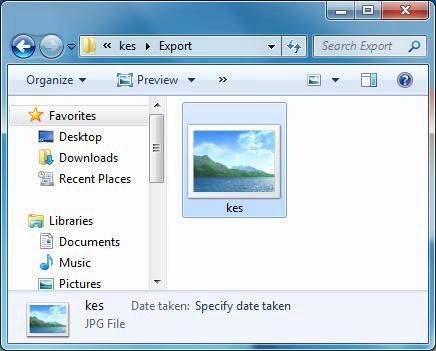 kes Export Search Export
Organize Preview
Favorites
Desktop
Downloads
Recent Places
Libraries
Documents
Music
Pictures
kes
kes Date taken: Specify date taken
JPG File